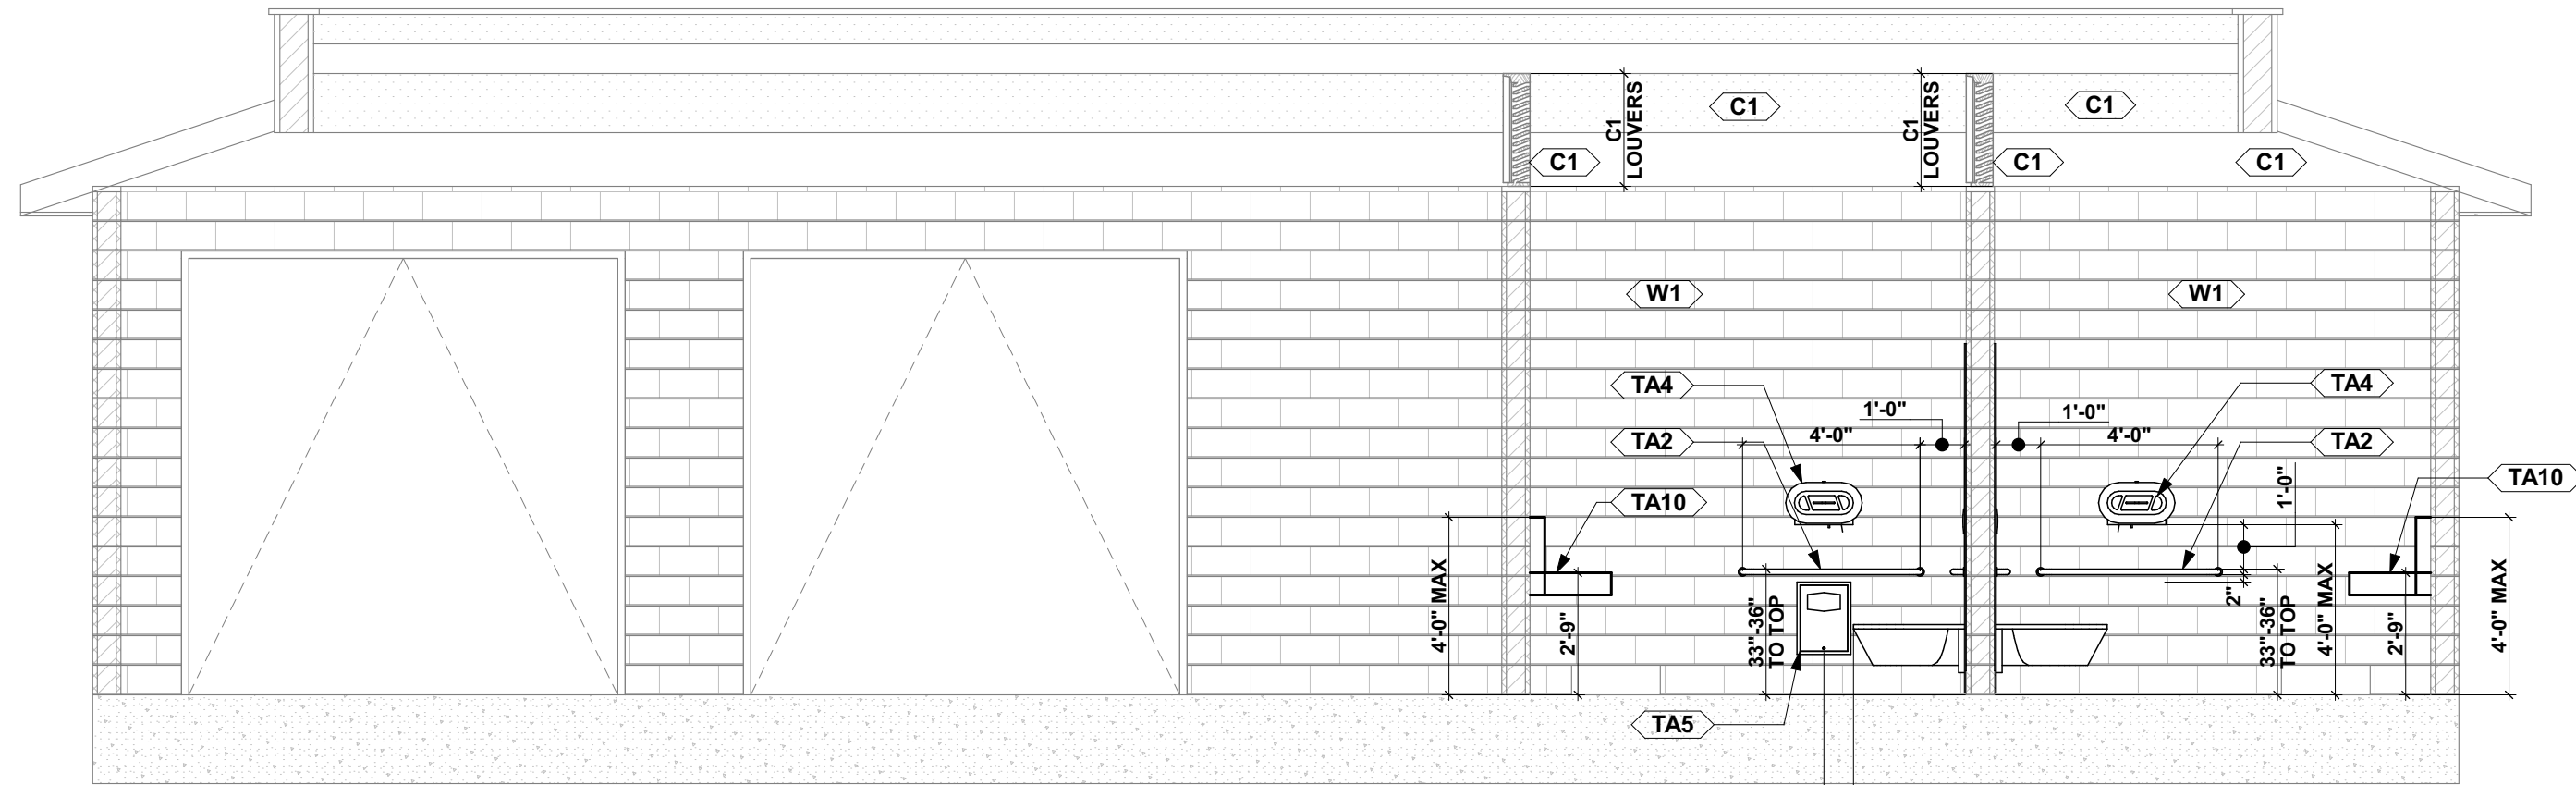 C1
LOUVERS
C1
C1
LOUVERS
C1
C1
C1
C1
W1
W1
TA4
TA4
1'-0"
1'-0"
TA2
4'-0"
4'-0"
TA2
TA10
1'-0"
TA10
4'-0" MAX
2'-9"
33"-36"
TO TOP
2"
33"-36"
TO TOP
4'-0" MAX
2'-9"
4'-0" MAX
TA5